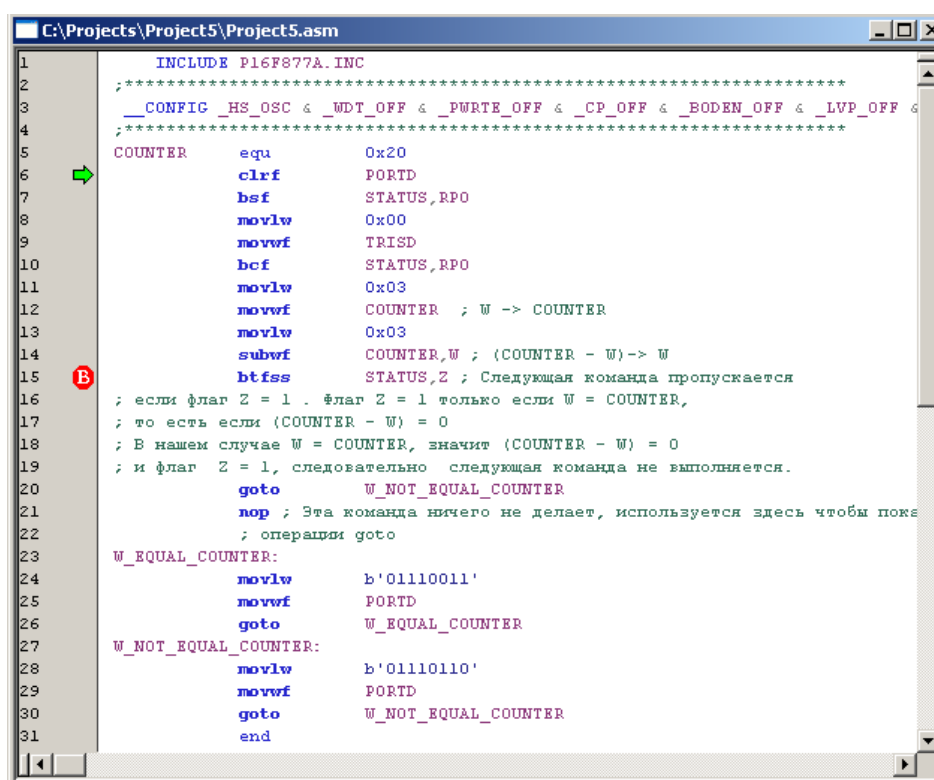 C:\Projects\Project5\Project5.asm
1 INCLUDE P16F877A.INC
2 ;*********************************************************************
3 __CONFIG _HS_OSC & _WDT_OFF & _PWRTE_OFF & _CP_OFF & _BODEN_OFF & _LVP_OFF &
4 ;*********************************************************************
5 COUNTER equ 0x20
6 clrf PORTD
7 bsf STATUS,RP0
8 movlw 0x00
9 movwf TRISD
10 bcf STATUS,RP0
11 movlw 0x03
12 movwf COUNTER ; W -> COUNTER
13 movlw 0x03
14 subwf COUNTER,W ; (COUNTER - W)-> W
15 B btfss STATUS,Z ; Следующая команда пропускается
16 ; если флаг Z = 1 . Флаг Z = 1 только если W = COUNTER,
17 ; то есть если (COUNTER - W) = 0
18 ; В нашем случае W = COUNTER, значит (COUNTER - W) = 0
19 ; и флаг Z = 1, следовательно следующая команда не выполняется.
20 goto W_NOT_EQUAL_COUNTER
21 nop ; Эта команда ничего не делает, используется здесь чтобы пока
22 ; операции goto
23 W_EQUAL_COUNTER:
24 movlw b'01110011'
25 movwf PORTD
26 goto W_EQUAL_COUNTER
27 W_NOT_EQUAL_COUNTER:
28 movlw b'01110110'
29 movwf PORTD
30 goto W_NOT_EQUAL_COUNTER
31 end